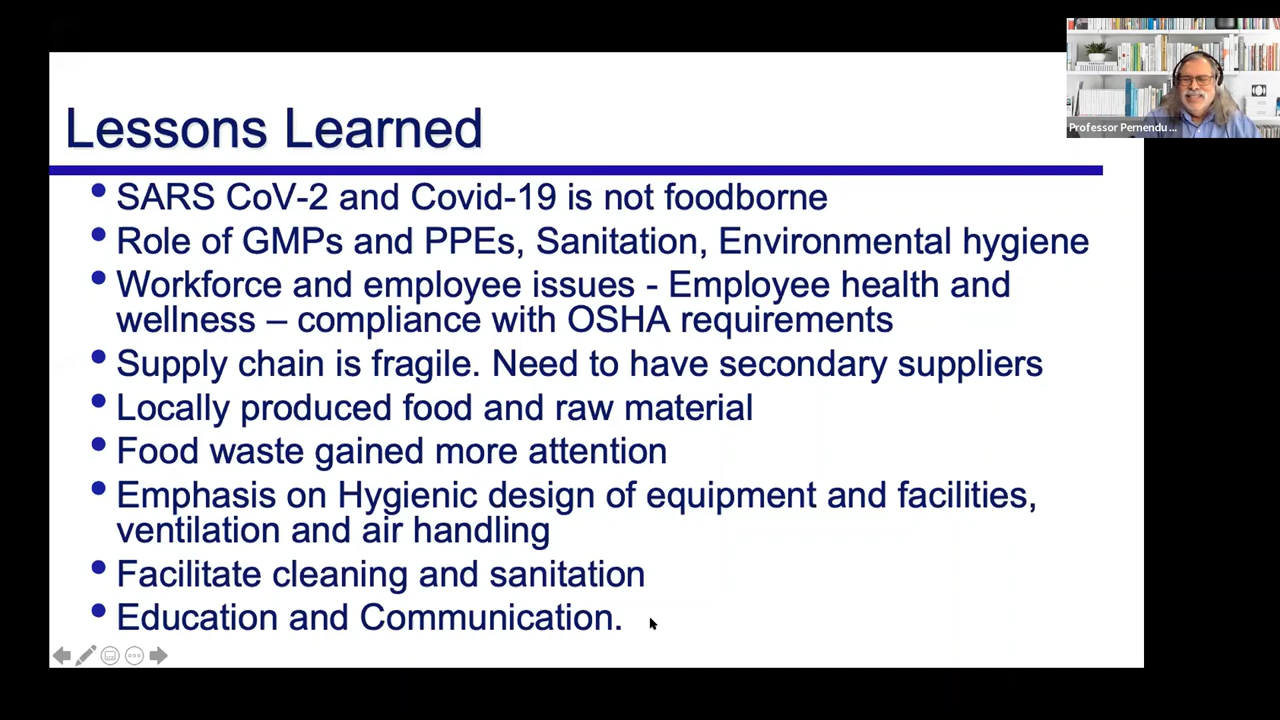 Lessons Learned
• SARS CoV-2 and Covid-19 is not foodborne
• Role of GMPs and PPEs, Sanitation, Environmental hygiene
• Workforce and employee issues - Employee health and
wellness – compliance with OSHA requirements
• Supply chain is fragile. Need to have secondary suppliers
• Locally produced food and raw material
• Food waste gained more attention
• Emphasis on Hygienic design of equipment and facilities,
ventilation and air handling
• Facilitate cleaning and sanitation
• Education and Communication.
Professor Pernendu ...